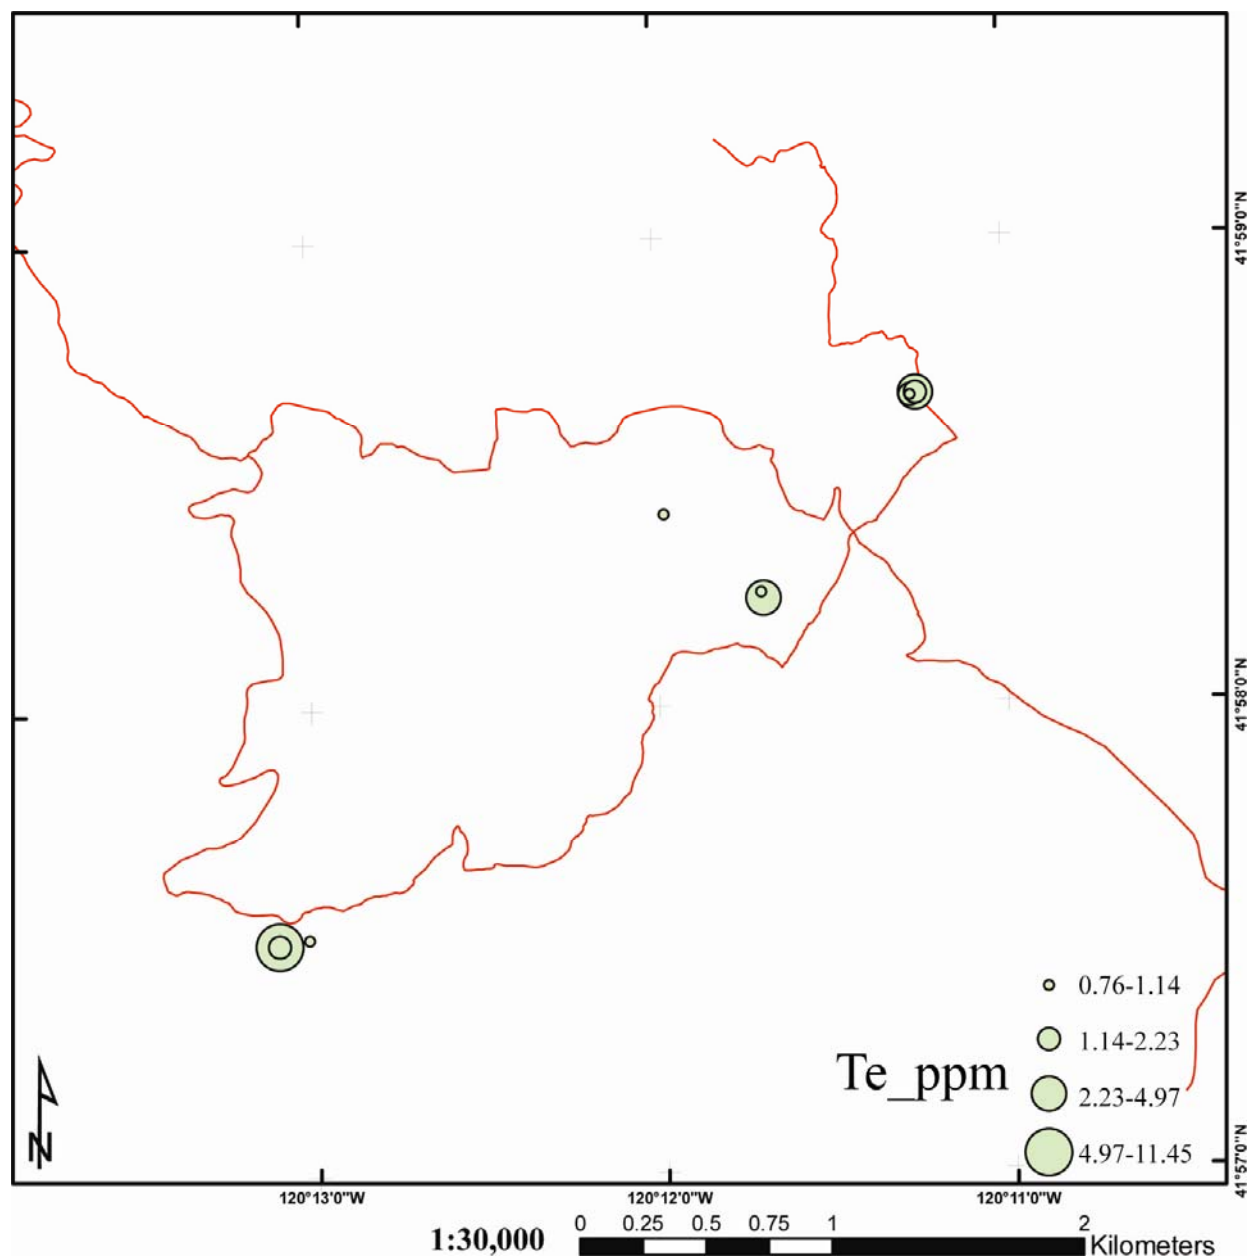 41°59'0"N
41°58'0"N
0.76-1.14
1.14-2.23
Te_ppm
2.23-4.97
4.97-11.45
41°57'0"N
N
120°13'0"W 120°12'0"W 120°11'0"W
0 0.25 0.5 0.75 1 2
1:30,000
Kilometers